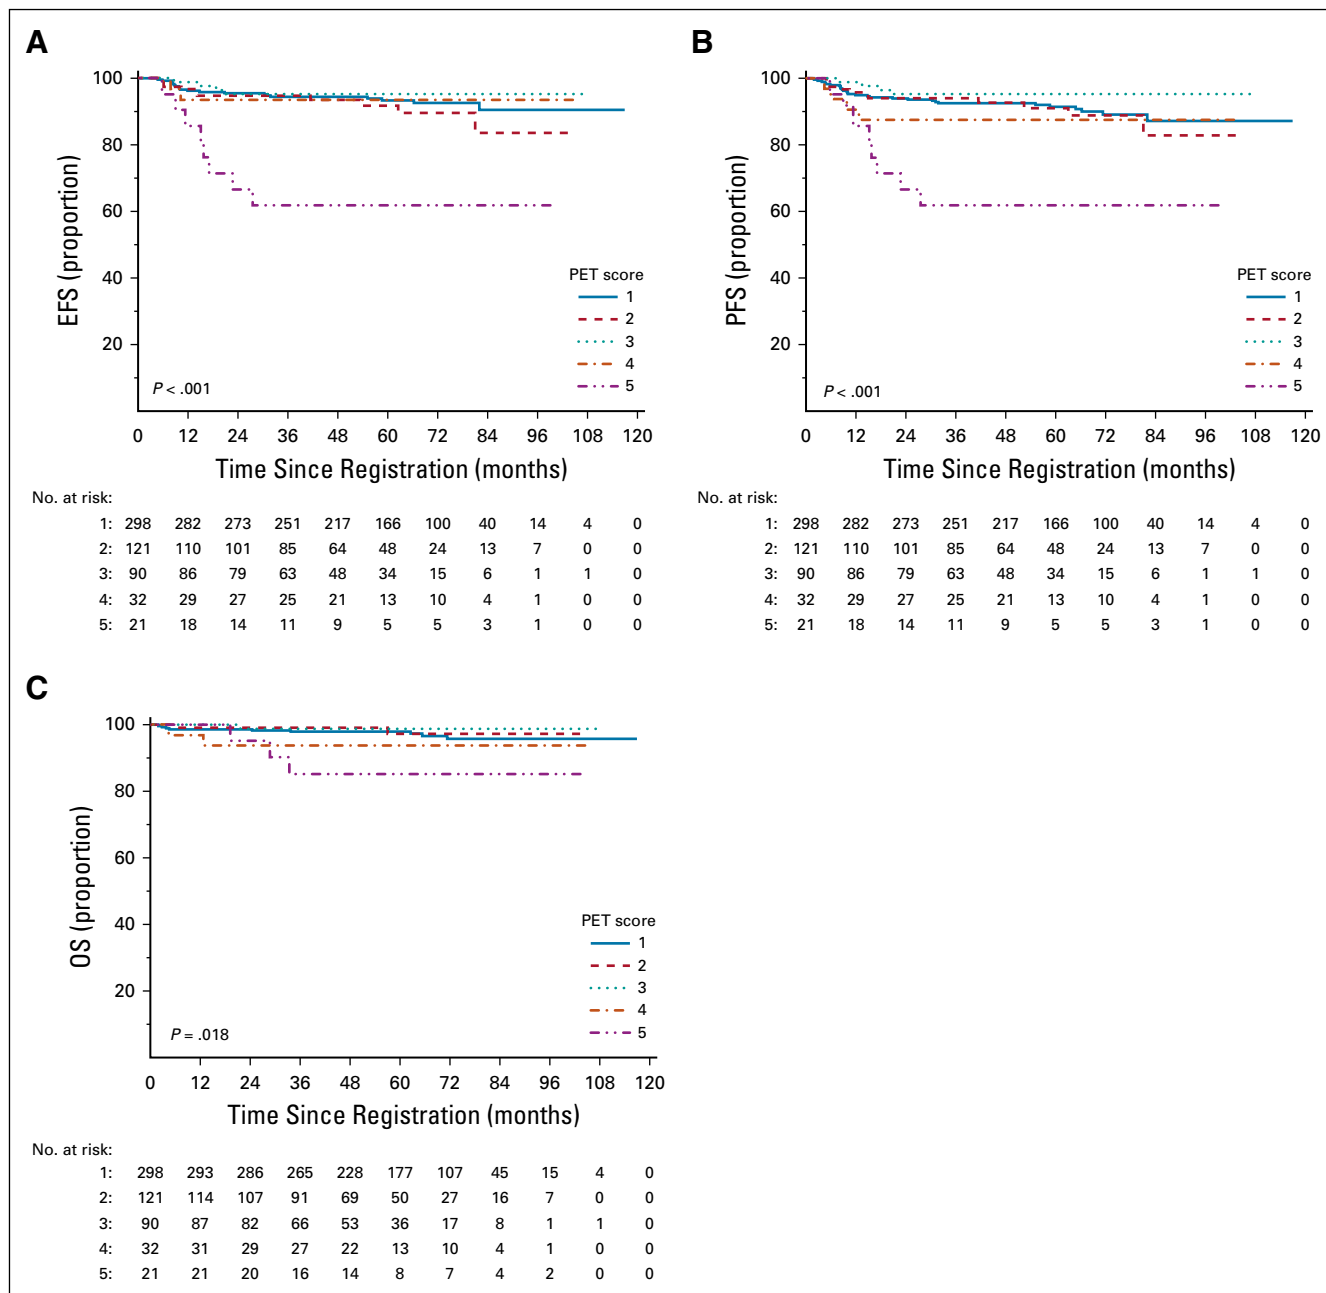 A
EFS (proportion)
100
80
60
40
20
PET score
1
2
3
4
5
P < .001
0 12 24 36 48 60 72 84 96 108 120
Time Since Registration (months)
No. at risk:
1: 298 282 273 251 217 166 100 40 14 4 0
2: 121 110 101 85 64 48 24 13 7 0 0
3: 90 86 79 63 48 34 15 6 1 1 0
4: 32 29 27 25 21 13 10 4 1 0 0
5: 21 18 14 11 9 5 5 3 1 0 0
B
PFS (proportion)
100
80
60
40
20
PET score
1
2
3
4
5
P < .001
0 12 24 36 48 60 72 84 96 108 120
Time Since Registration (months)
No. at risk:
1: 298 282 273 251 217 166 100 40 14 4 0
2: 121 110 101 85 64 48 24 13 7 0 0
3: 90 86 79 63 48 34 15 6 1 1 0
4: 32 29 27 25 21 13 10 4 1 0 0
5: 21 18 14 11 9 5 5 3 1 0 0
C
OS (proportion)
100
80
60
40
20
PET score
1
2
3
4
5
P = .018
0 12 24 36 48 60 72 84 96 108 120
Time Since Registration (months)
No. at risk:
1: 298 293 286 265 228 177 107 45 15 4 0
2: 121 114 107 91 69 50 27 16 7 0 0
3: 90 87 82 66 53 36 17 8 1 1 0
4: 32 31 29 27 22 13 10 4 1 0 0
5: 21 21 20 16 14 8 7 4 2 0 0